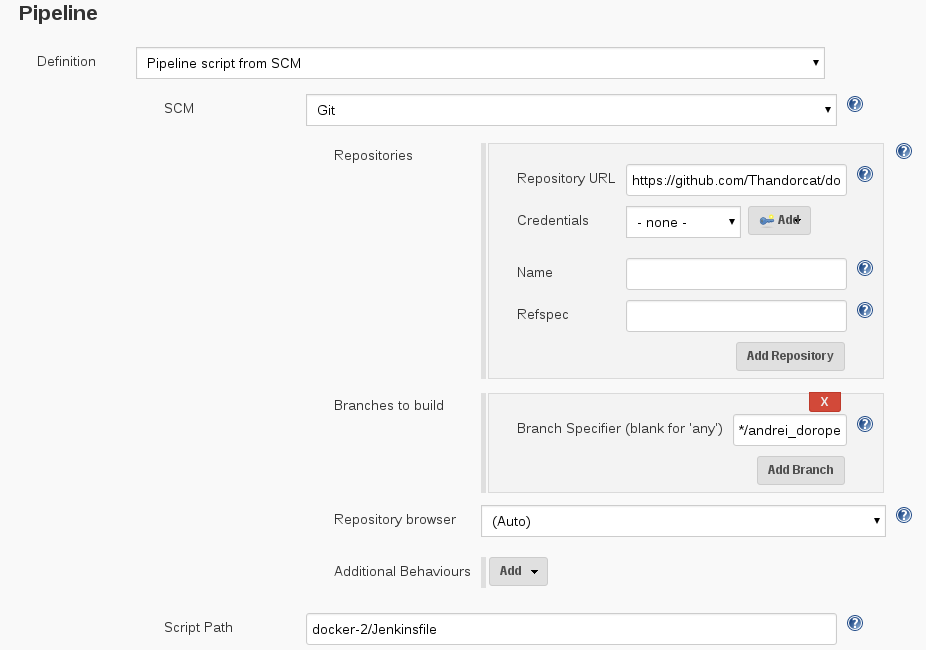 Pipeline
Definition
Pipeline script from SCM
SCM
Git
Repositories
Repository URL
https://github.com/Thandorcat/do
Credentials
- none -
Add
Name
Refspec
Add Repository
Branches to build
X
Branch Specifier (blank for 'any')
*/andrei_dorope
Add Branch
Repository browser
(Auto)
Additional Behaviours
Add
Script Path
docker-2/Jenkinsfile